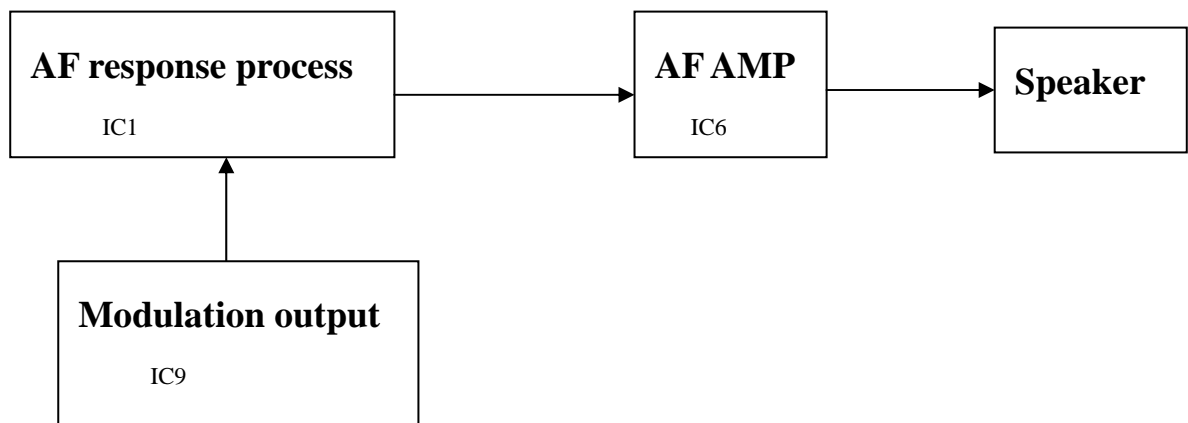 AF response process
IC1
AF AMP
IC6
Speaker
Modulation output
IC9